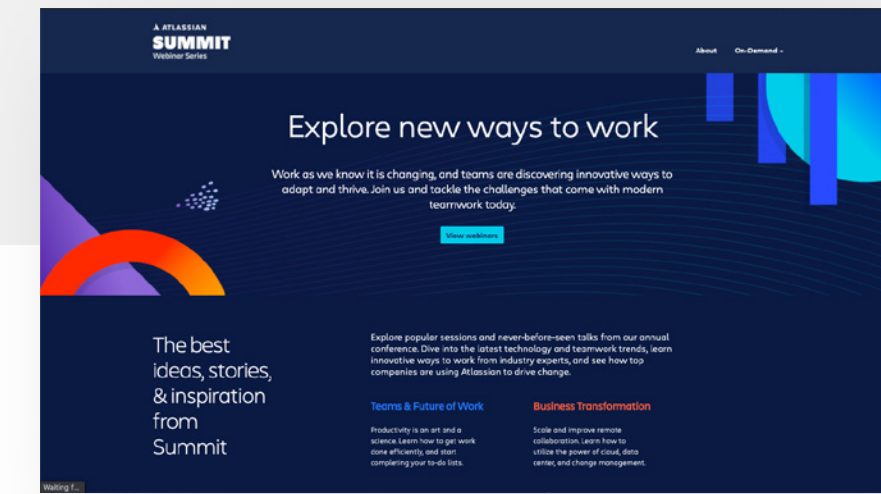 ATLASSIAN
SUMMIT
Webinar Series
About On-Demand
Explore new ways to work
Work as we know it is changing, and teams are discovering innovative ways to
adapt and thrive. Join us and tackle the challenges that come with modern
teamwork today.
View webinars
The best
ideas, stories,
& inspiration
from
Summit
Explore popular sessions and never-before-seen talks from our annual
conference. Dive into the latest technology and teamwork trends, learn
innovative ways to work from industry experts, and see how top
companies are using Atlassian to drive change.
Teams & Future of Work
Productivity is an art and a
science. Learn how to get work
done efficiently, and start
completing your to-do lists.
Business Transformation
Scale and improve remote
collaboration. Learn how to
utilize the power of cloud, data
center, and change management.
Waiting f...